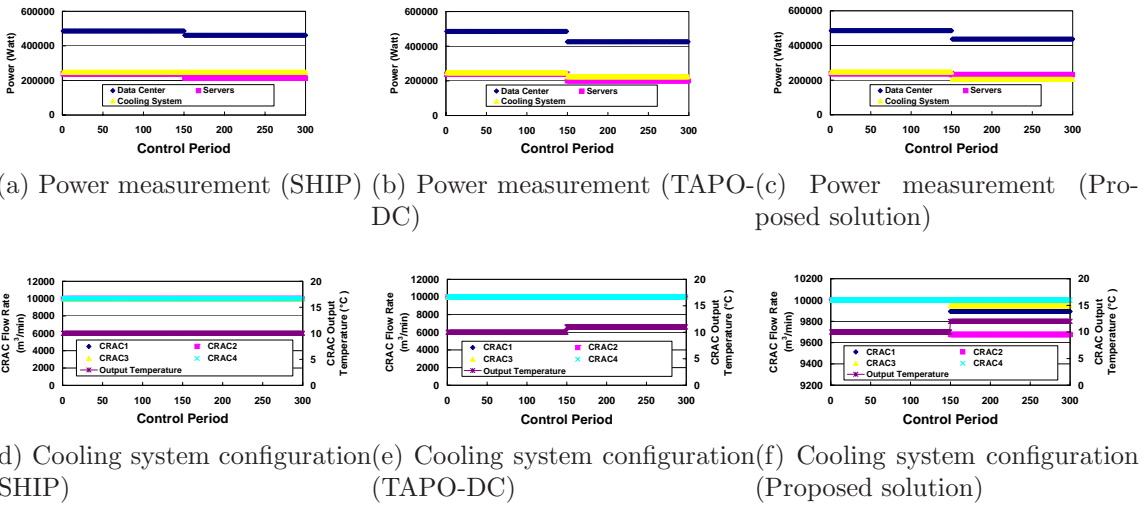 600000
400000
200000
0
Power (Watt)
Data Center
Servers
Cooling System
0 50 100 150 200 250 300
Control Period
600000
400000
200000
0
Power (Watt)
Data Center
Servers
Cooling System
0 50 100 150 200 250 300
Control Period
600000
400000
200000
0
Power (Watt)
Data Center
Servers
Cooling System
0 50 100 150 200 250 300
Control Period
(a) Power measurement (SHIP)
(b) Power measurement (TAPO-
DC)
(c) Power measurement (Pro-
posed solution)
12000
10000
8000
6000
4000
2000
0
CRAC Flow Rate
(m³/min)
20
15
10
5
0
CRAC Output
Temperature (°C )
CRAC1
CRAC2
CRAC3
CRAC4
Output Temperature
0 50 100 150 200 250 300
Control Period
12000
10000
8000
6000
4000
2000
0
CRAC Flow Rate
(m³/min)
20
15
10
5
0
CRAC Output
Temperature (°C )
CRAC1
CRAC2
CRAC3
CRAC4
Output Temperature
0 50 100 150 200 250 300
Control Period
10200
10000
9800
9600
9400
9200
CRAC Flow Rate
(m³/min)
20
15
10
5
0
CRAC Output
Temperature (°C )
CRAC1
CRAC2
CRAC3
CRAC4
Output Temperature
0 50 100 150 200 250 300
Control Period
d) Cooling system configuration
SHIP)
(e) Cooling system configuration
(TAPO-DC)
(f) Cooling system configuration
(Proposed solution)